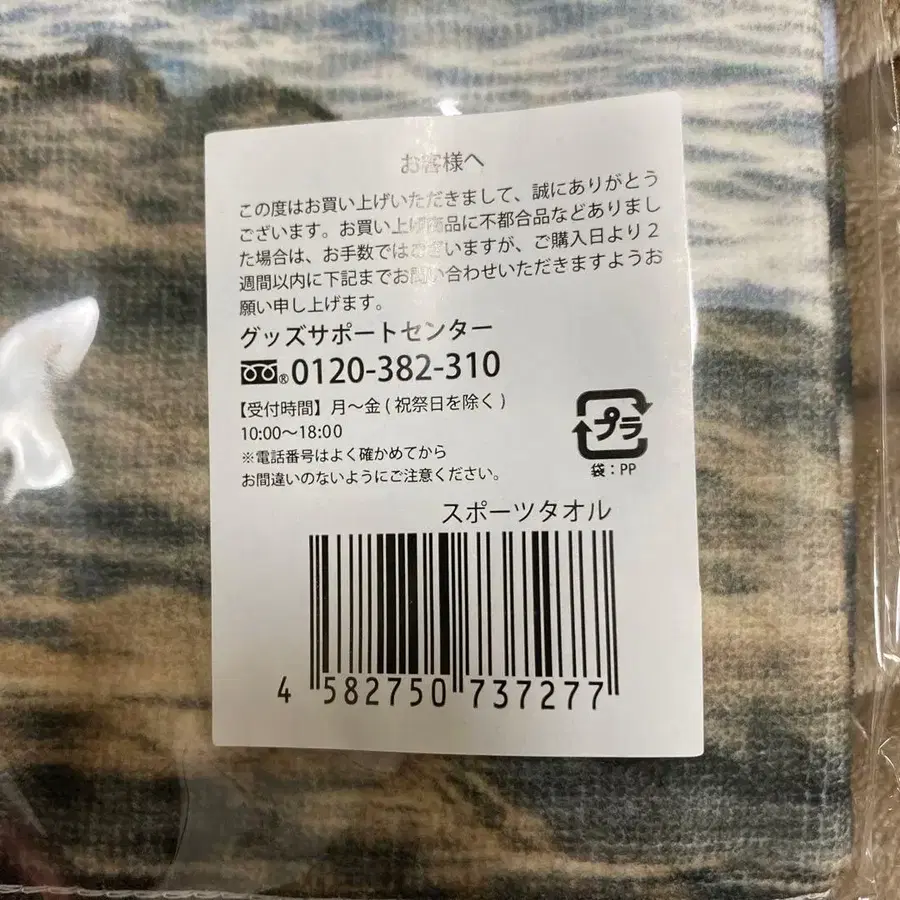 お客様へ
この度はお買い上げいただきまして、誠にありがとう
ございます。お買い上げ商品に不都合品などありまし
た場合は、お手数ではございますが、ご購入日より2
週間以内に下記までお問い合わせいただきますようお
願い申し上げます。
グッズサポートセンター
®0120-382-310
【受付時間】月～金(祝祭日を除く)
10:00～18:00
※電話番号はよく確かめてから
お間違いのないようにご注意ください。
プラ
袋：PP
スポーツタオル
4 582750 737277